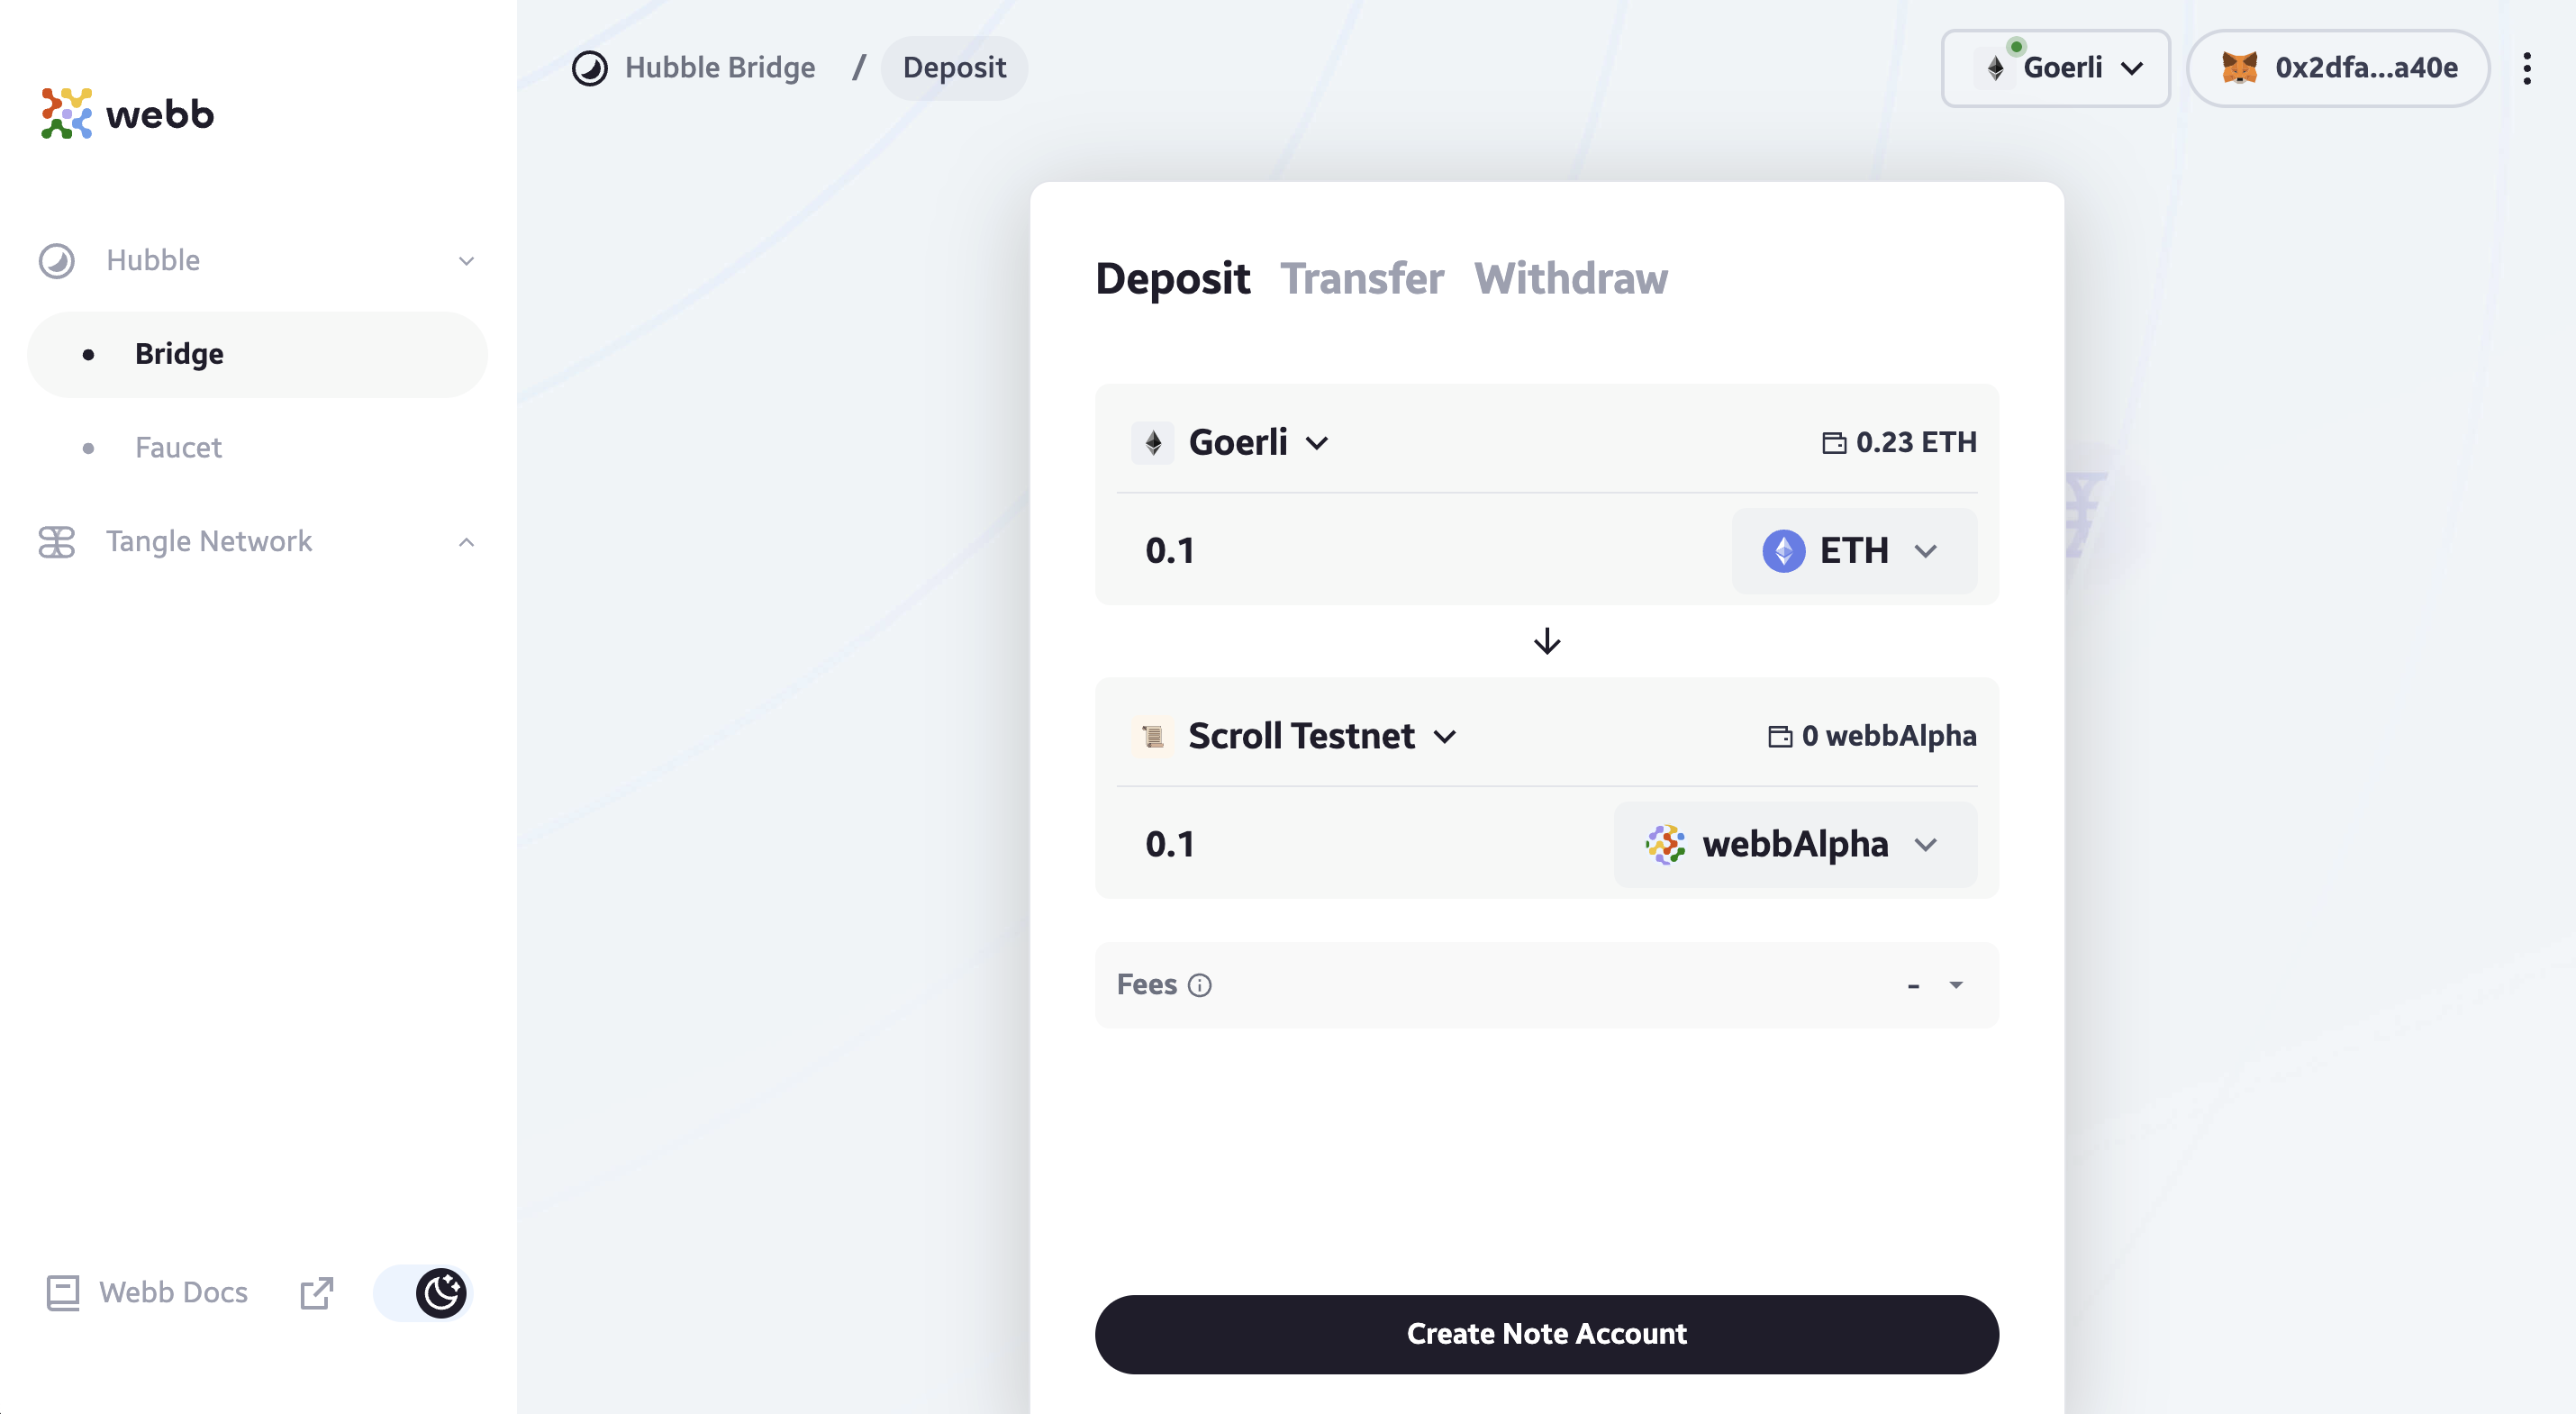 webb
Hubble
Bridge
Faucet
Tangle Network
Webb Docs
Hubble Bridge / Deposit
Goerli
0x2dfa...a40e
Deposit Transfer Withdraw
Goerli
0.23 ETH
0.1
ETH
Scroll Testnet
0 webbAlpha
0.1
webbAlpha
Fees
-
Create Note Account